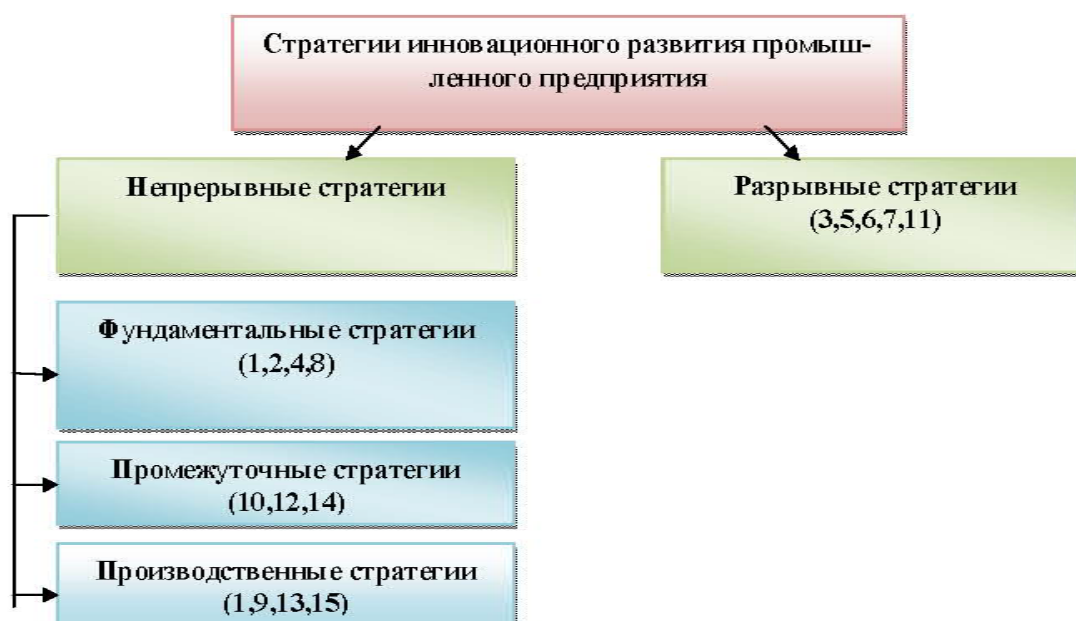 Стратегии инновационного развития промыш-
ленного предприятия
Непрерывные стратегии
Разрывные стратегии
(3,5,6,7,11)
Фундаментальные стратегии
(1,2,4,8)
Промежуточные стратегии
(10,12,14)
Производственные стратегии
(1,9,13,15)